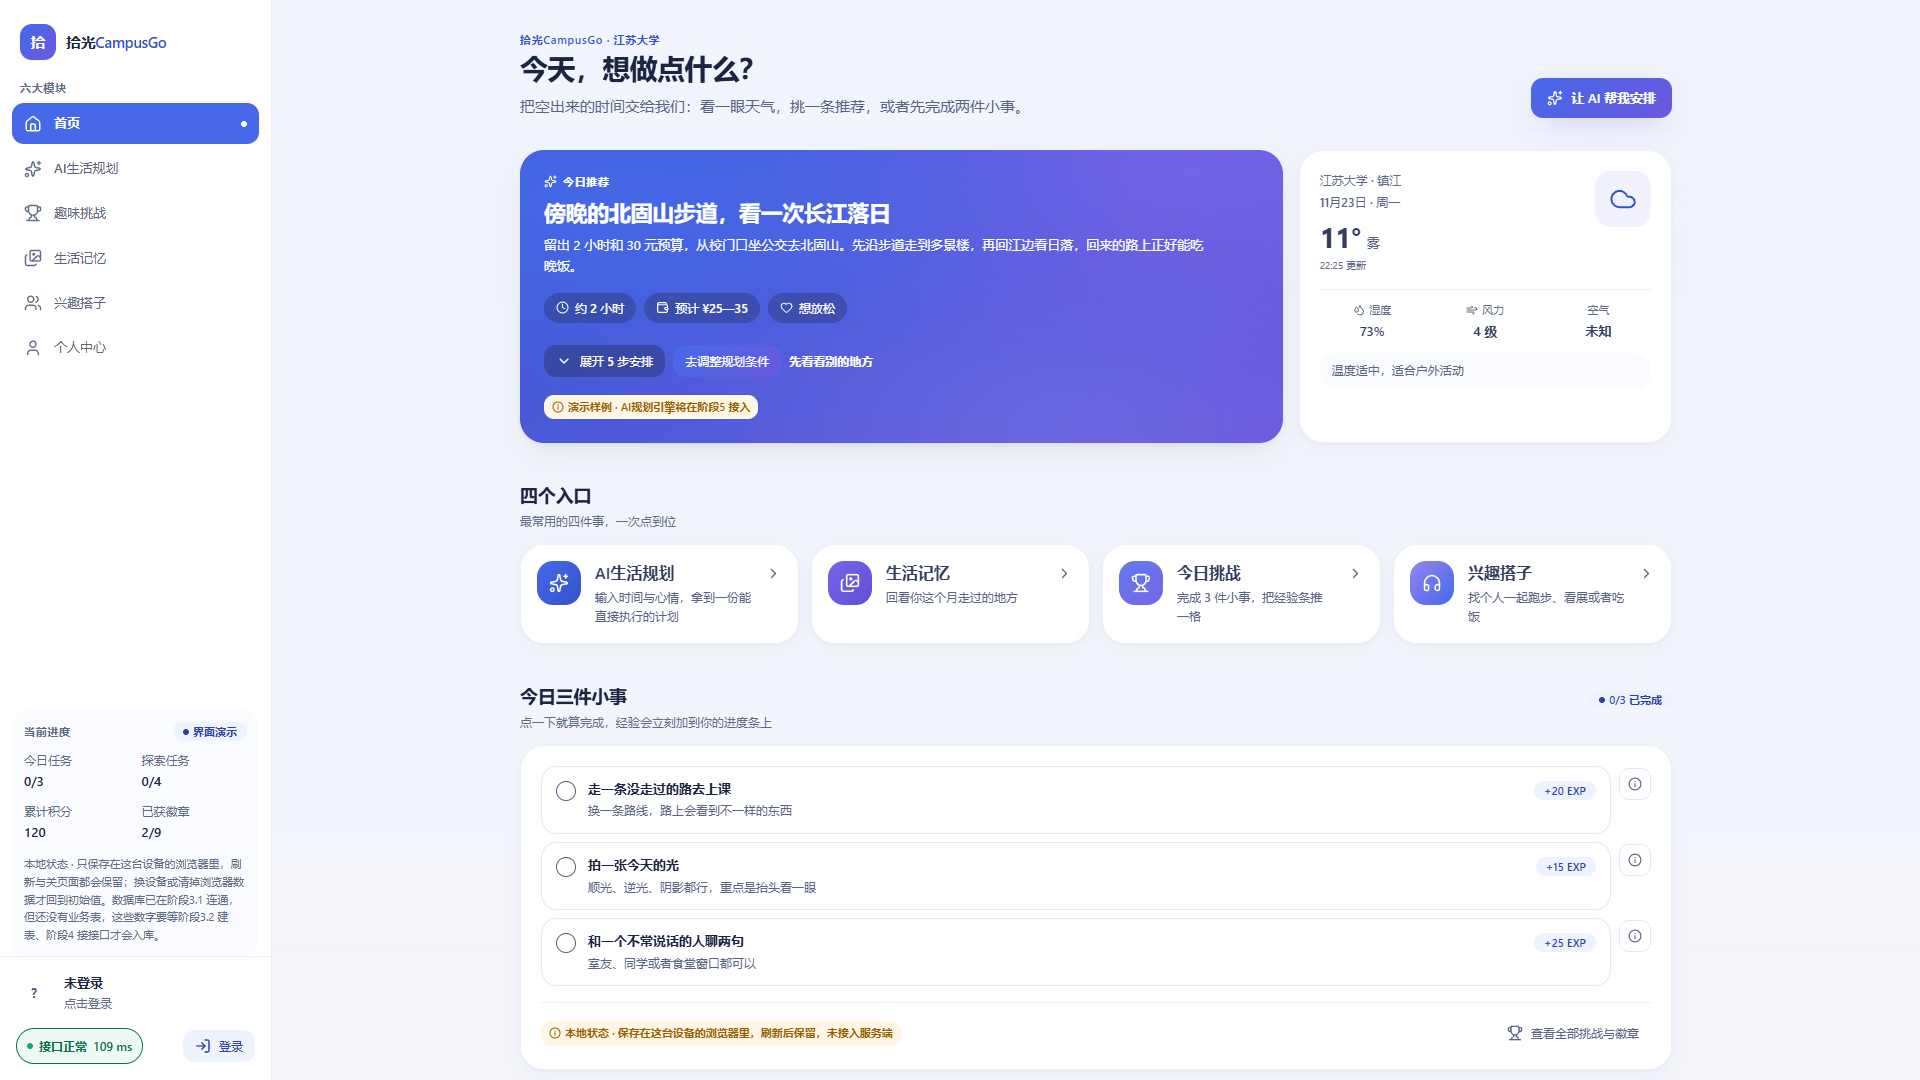 拾
拾光CampusGo
六大模块
首页
AI生活规划
趣味挑战
生活记忆
兴趣搭子
个人中心
当前进度
界面演示
今日任务
探索任务
0/3
0/4
累计积分
已获徽章
120
2/9
本地状态 · 只保存在这台设备的浏览器里，刷
新与关页面都会保留；换设备或清掉浏览器数
据才回到初始值。数据库已在阶段3.1 连通，
但还没有业务表，这些数字要等阶段3.2 建
表、阶段4 接接口才会入库。
?
未登录
点击登录
接口正常 109 ms
登录
拾光CampusGo · 江苏大学
今天，想做点什么？
把空出来的时间交给我们：看一眼天气，挑一条推荐，或者先完成两件小事。
让 AI 帮我安排
今日推荐
傍晚的北固山步道，看一次长江落日
留出 2 小时和 30 元预算，从校门口坐公交去北固山。先沿步道走到多景楼，再回江边看日落，回来的路上正好能吃
晚饭。
约 2 小时
预计 ¥25—35
想放松
展开 5 步安排
去调整规划条件
先看看别的地方
演示样例 · AI规划引擎将在阶段5 接入
江苏大学 · 镇江
11月23日 · 周一
11° 雾
22:25 更新
湿度
风力
空气
73%
4 级
未知
温度适中，适合户外活动
四个入口
最常用的四件事，一次点到位
AI生活规划
输入时间与心情，拿到一份能
直接执行的计划
生活记忆
回看你这个月走过的地方
今日挑战
完成 3 件小事，把经验条推
一格
兴趣搭子
找个人一起跑步、看展或者吃
饭
今日三件小事
点一下就算完成，经验会立刻加到你的进度条上
0/3 已完成
走一条没走过的路去上课
换一条路线，路上会看到不一样的东西
+20 EXP
拍一张今天的光
顺光、逆光、阴影都行，重点是抬头看一眼
+15 EXP
和一个不常说话的人聊两句
室友、同学或者食堂窗口都可以
+25 EXP
本地状态 · 保存在这台设备的浏览器里，刷新后保留，未接入服务端
查看全部挑战与徽章